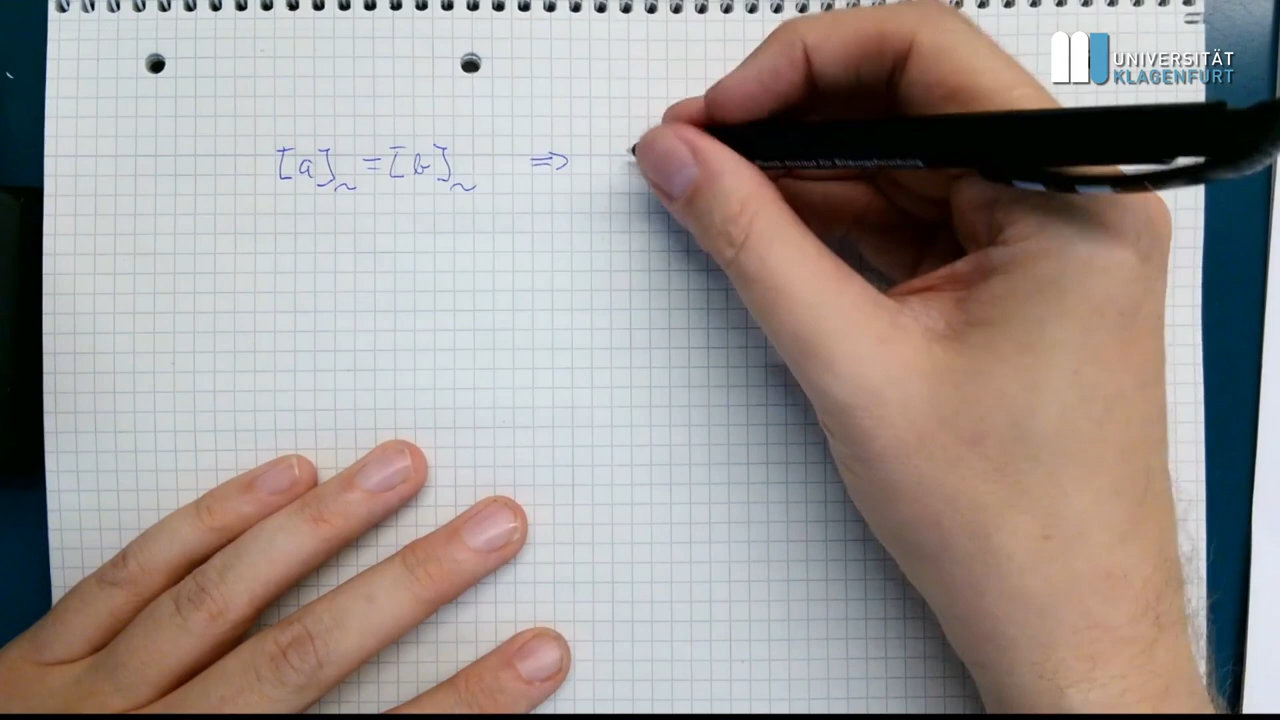 UNIVERSITÄT
KLAGENFURT
[a]~ = [b]~ ⇒